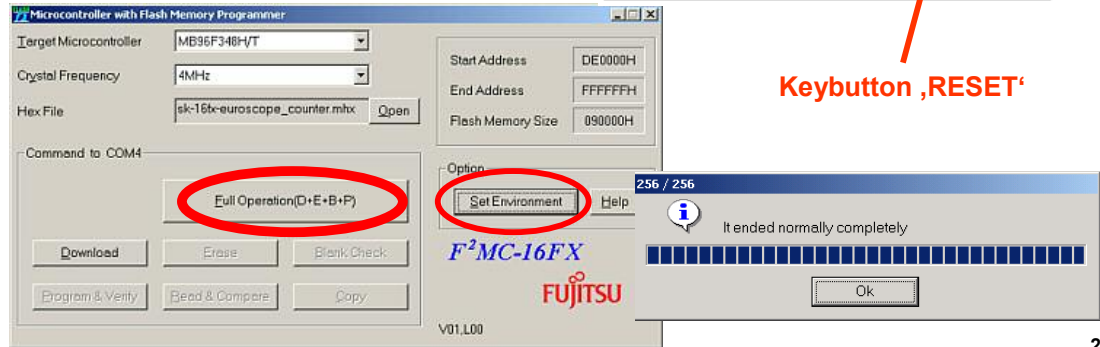 Microcontroller with Flash Memory Programmer
Target Microcontroller MB96F348H/T
Crystal Frequency 4MHz
Hex File sk-16fx-euroscope_counter.mhx Open
Start Address DE0000H
End Address FFFFFFH
Flash Memory Size 090000H
Keybutton ‚RESET‘
Command to COM4
Full Operation(D+E+B+P)
Download Erase Blank Check
Program & Verify Read & Compare Copy
Option
Set Environment Help
F²MC-16FX
FUJITSU
V01,L00
256 / 256
It ended normally completely
Ok
2